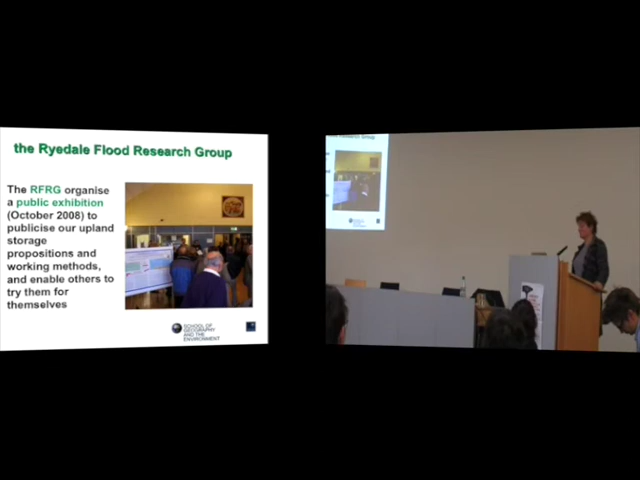 the Ryedale Flood Research Group
The RFRG organise
a public exhibition
(October 2008) to
publicise our upland
storage
propositions and
working methods,
and enable others to
try them for
themselves
SCHOOL OF
GEOGRAPHY
AND THE
ENVIRONMENT